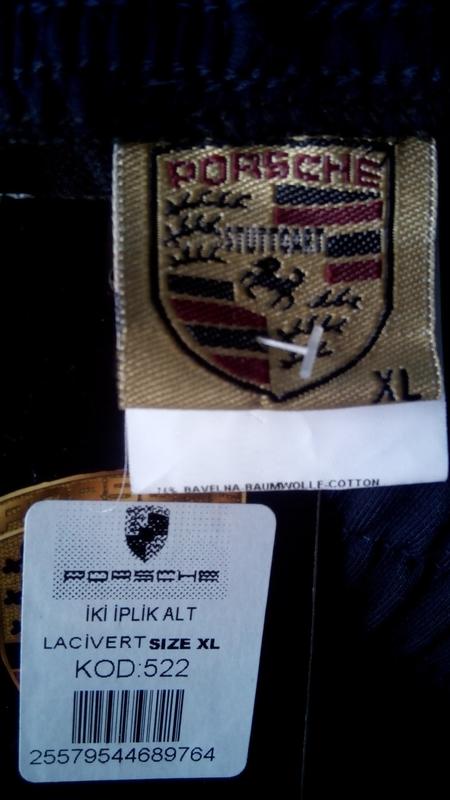 PORSCHE
STUTTGART
XL
BAVELNA-BAUMWOLLE-COTTON
PORSCHE
İKİ İPLİK ALT
LACİVERT SIZE XL
KOD:522
25579544689764